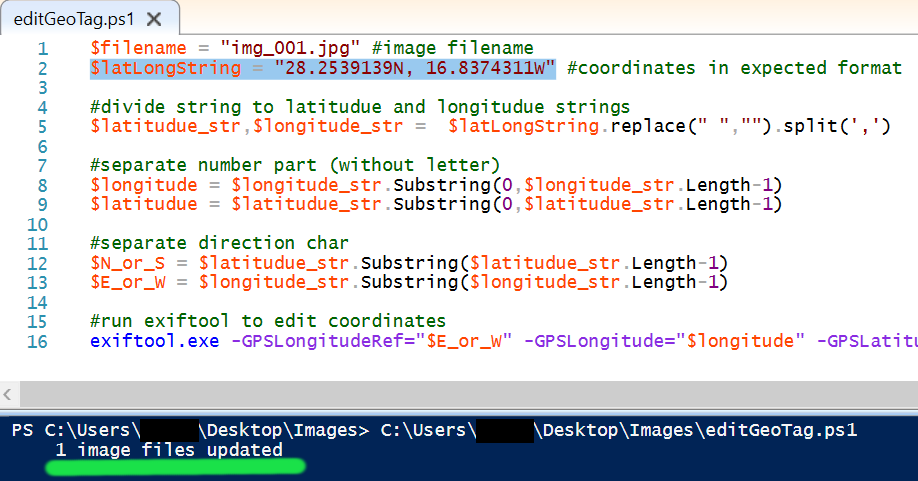 editGeoTag.ps1
1 $filename = "img_001.jpg" #image filename
2 $latLongString = "28.2539139N, 16.8374311W" #coordinates in expected format
3
4 #divide string to latitudue and longitudue strings
5 $latitudue_str,$longitude_str =  $latLongString.replace(" ","").split(',')
6
7 #separate number part (without letter)
8 $longitude = $longitude_str.Substring(0,$longitude_str.Length-1)
9 $latitudue = $latitudue_str.Substring(0,$latitudue_str.Length-1)
10
11 #separate direction char
12 $N_or_S = $latitudue_str.Substring($latitudue_str.Length-1)
13 $E_or_W = $longitude_str.Substring($longitude_str.Length-1)
14
15 #run exiftool to edit coordinates
16 exiftool.exe -GPSLongitudeRef="$E_or_W" -GPSLongitude="$longitude" -GPSLatitu
PS C:\Users\ \Desktop\Images> C:\Users\ \Desktop\Images\editGeoTag.ps1
1 image files updated